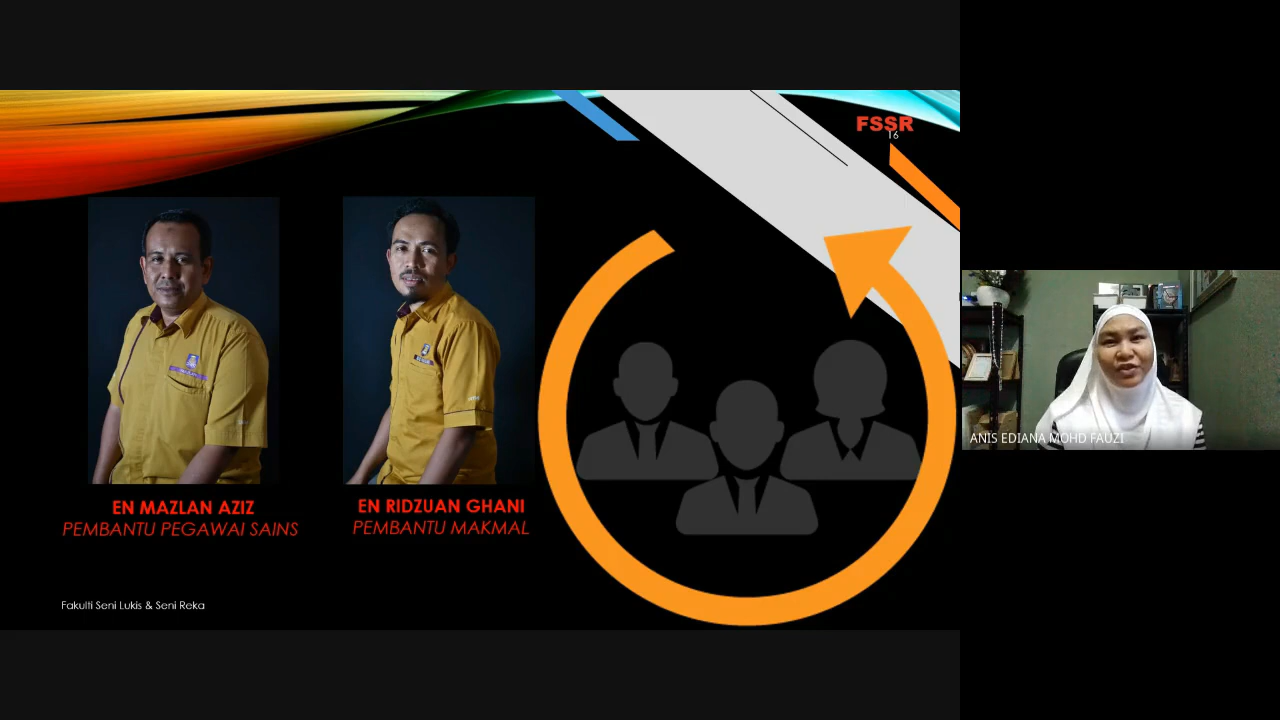 FSSR
16
EN MAZLAN AZIZ
PEMBANTU PEGAWAI SAINS
EN RIDZUAN GHANI
PEMBANTU MAKMAL
Fakulti Seni Lukis & Seni Reka
ANIS EDIANA MOHD FAUZI